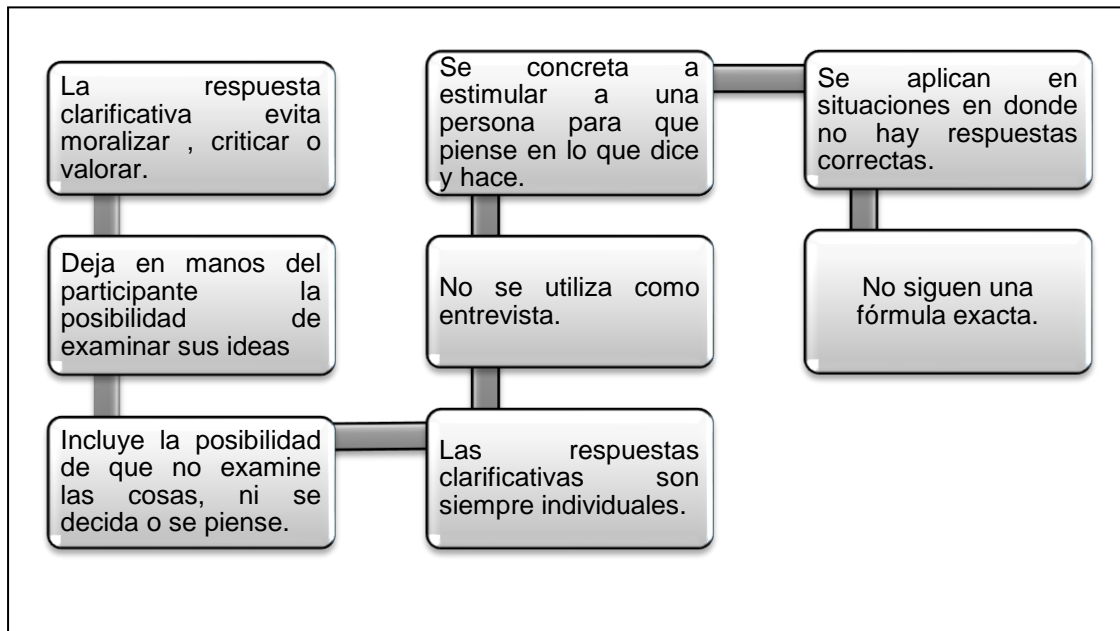 La respuesta
clarificativa evita
moralizar , criticar o
valorar.
Deja en manos del
participante la
posibilidad de
examinar sus ideas
Incluye la posibilidad
de que no examine
las cosas, ni se
decida o se piense.
Las respuestas
clarificativas son
siempre individuales.
No se utiliza como
entrevista.
Se concreta a
estimular a una
persona para que
piense en lo que dice
y hace.
Se aplican en
situaciones en donde
no hay respuestas
correctas.
No siguen una
fórmula exacta.